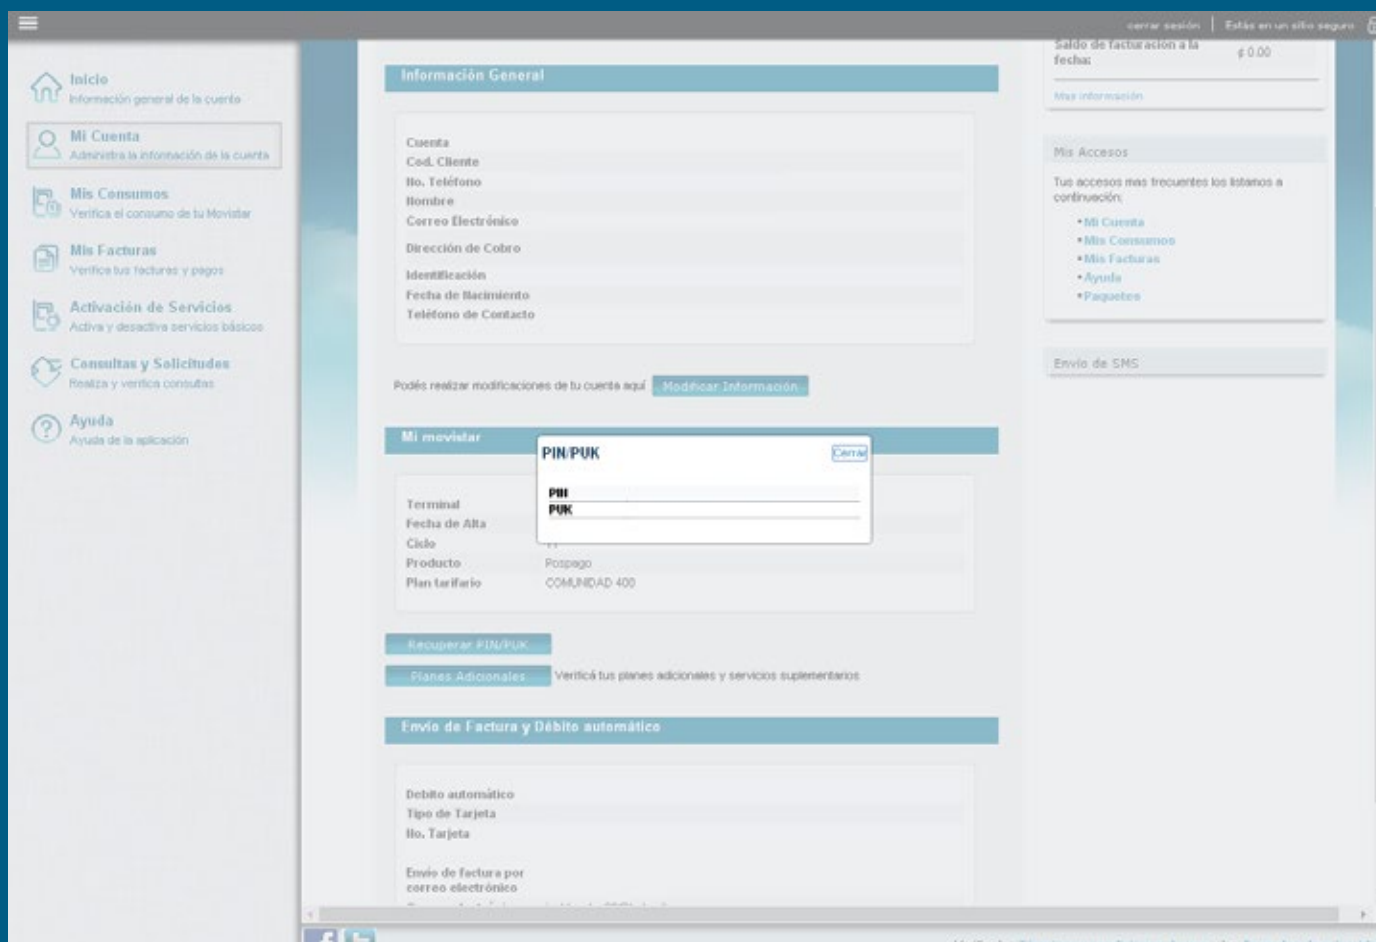 cerrar sesión | Estás en un sitio seguro
Inicio
Información general de la cuenta
Mi Cuenta
Administra la información de la cuenta
Mis Consumos
Verifica el consumo de tu Movistar
Mis Facturas
Verifica tus facturas y pagos
Activación de Servicios
Activa y desactiva servicios básicos
Consultas y Solicitudes
Realiza y verifica consultas
Ayuda
Ayuda de la aplicación
Información General
Cuenta
Cod. Cliente
No. Teléfono
Nombre
Correo Electrónico
Dirección de Cobro
Identificación
Fecha de Nacimiento
Teléfono de Contacto
Podés realizar modificaciones de tu cuenta aquí Modificar Información
Mi movistar
PIN/PUK Cerrar
PIN
PUK
Terminal
Fecha de Alta
Ciclo
Producto Pospago
Plan tarifario COMUNIDAD 400
Recuperar PIN/PUK
Planes Adicionales Verificá tus planes adicionales y servicios suplementarios
Envío de Factura y Débito automático
Debito automático
Tipo de Tarjeta
No. Tarjeta
Envío de factura por
correo electrónico
Saldo de facturación a la
fecha: ¢ 0.00
Mas información
Mis Accesos
Tus accesos mas frecuentes los listamos a
continuación:
• Mi Cuenta
• Mis Consumos
• Mis Facturas
• Ayuda
• Paquetes
Envío de SMS